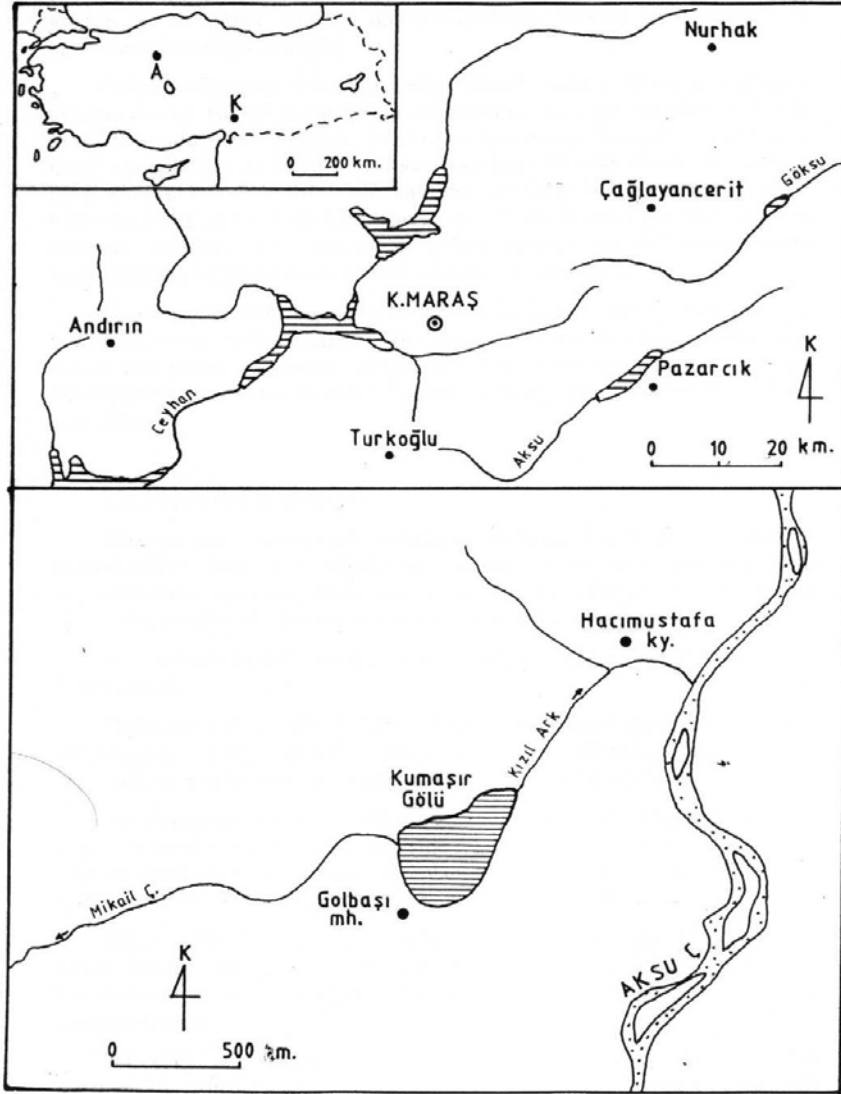 A
K
0 200 km.
Nurhak
Çağlayancerit
Göksu
K.MARAŞ
Andırın
Ceyhan
Pazarcık
K
Turkoğlu
Aksu
0 10 20 km.
Hacımustafa
ky.
Kızıl Ark
Kumaşır
Gölü
Mikail Ç.
Golbaşı
mh.
K
AKSU Ç
0 500 m.